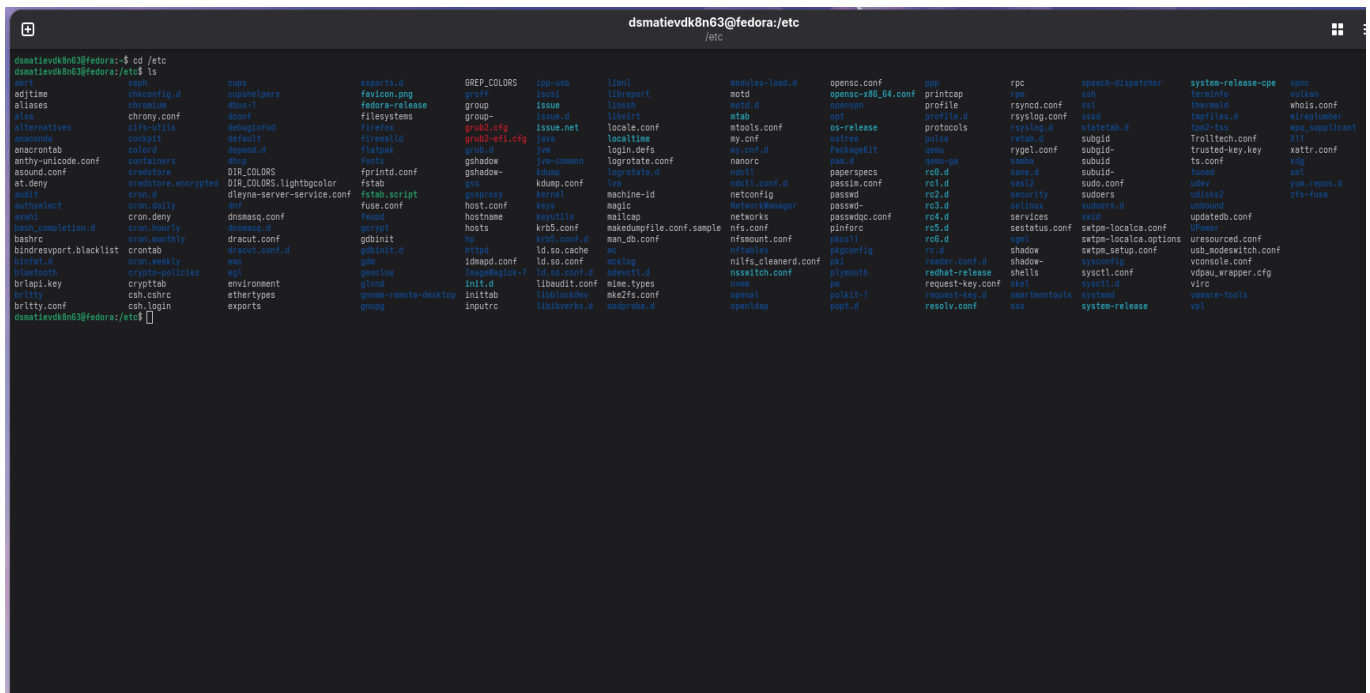 dsmatievdk8n63@fedora:/etc
/etc
dsmatievdk8n63@fedora:~$ cd /etc
dsmatievdk8n63@fedora:/etc$ ls
abrt ceph cups exports.d GREP_COLORS ipp-usb libnl modules-load.d opensc.conf ppp rpc speech-dispatcher system-release-cpe vpnc
adjtime chkconfig.d cupshelpers favicon.png groff iscsi libreport motd opensc-x86_64.conf printcap rpm ssh terminfo vulkan
aliases chromium dbus-1 fedora-release group issue libssh motd.d openvpn profile rsyncd.conf ssl thermald whois.conf
alsa chrony.conf dconf filesystems group- issue.d libvirt mtab opt profile.d rsyslog.conf sssd tmpfiles.d wireplumber
alternatives cifs-utils debuginfod firefox grub2.cfg issue.net locale.conf mtools.conf os-release protocols rsyslog.d statetab.d tpm2-tss wpa_supplicant
anaconda cockpit default firewalld grub2-efi.cfg java localtime my.cnf ostree pulse rwtab.d subgid Trolltech.conf X11
anacrontab colord depmod.d flatpak grub.d jvm login.defs my.cnf.d PackageKit qemu rygel.conf subgid- trusted-key.key xattr.conf
anthy-unicode.conf containers dhcp fonts gshadow jvm-common logrotate.conf nanorc pam.d qemu-ga samba subuid ts.conf xdg
asound.conf credstore DIR_COLORS fprintd.conf gshadow- kdump logrotate.d ndctl paperspecs rc0.d sane.d subuid- tuned xml
at.deny credstore.encrypted DIR_COLORS.lightbgcolor fstab gss kdump.conf lvm ndctl.conf.d passim.conf rc1.d sasl2 sudo.conf udev yum.repos.d
audit cron.d dleyna-server-service.conf fstab.script gssproxy kernel machine-id netconfig passwd rc2.d security sudoers udisks2 zfs-fuse
authselect cron.daily dnf fuse.conf host.conf keys magic NetworkManager passwd- rc3.d selinux sudoers.d unbound
avahi cron.deny dnsmasq.conf fwupd hostname keyutils mailcap networks passwdqc.conf rc4.d services swid updatedb.conf
bash_completion.d cron.hourly dnsmasq.d gcrypt hosts krb5.conf makedumpfile.conf.sample nfs.conf pinforc rc5.d sestatus.conf swtpm-localca.conf UPower
bashrc cron.monthly dracut.conf gdbinit hp krb5.conf.d man_db.conf nfsmount.conf pkcs11 rc6.d sgml swtpm-localca.options uresourced.conf
bindresvport.blacklist crontab dracut.conf.d gdbinit.d httpd ld.so.cache mc nftables pkgconfig rc.d shadow swtpm_setup.conf usb_modeswitch.conf
binfmt.d cron.weekly eac gdm idmapd.conf ld.so.conf mcelog nilfs_cleanerd.conf pki reader.conf.d shadow- sysconfig vconsole.conf
bluetooth crypto-policies egl geoclue ImageMagick-7 ld.so.conf.d mdevctl.d nsswitch.conf plymouth redhat-release shells sysctl.conf vdpau_wrapper.cfg
brlapi.key crypttab environment glvnd init.d libaudit.conf mime.types nvme pm request-key.conf skel sysctl.d virc
brltty csh.cshrc ethertypes gnome-remote-desktop inittab libblockdev mke2fs.conf openal polkit-1 request-key.d smartmontools systemd vmware-tools
brltty.conf csh.login exports gnupg inputrc libibverbs.d modprobe.d openldap popt.d resolv.conf sos system-release vpl
dsmatievdk8n63@fedora:/etc$